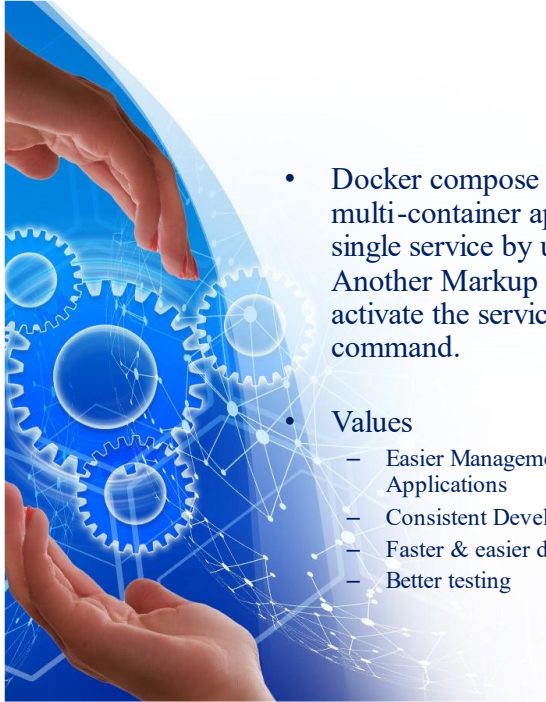 • Docker compose
multi-container ap
single service by u
Another Markup
activate the servic
command.
• Values
– Easier Manageme
Applications
– Consistent Devel
– Faster & easier d
– Better testing